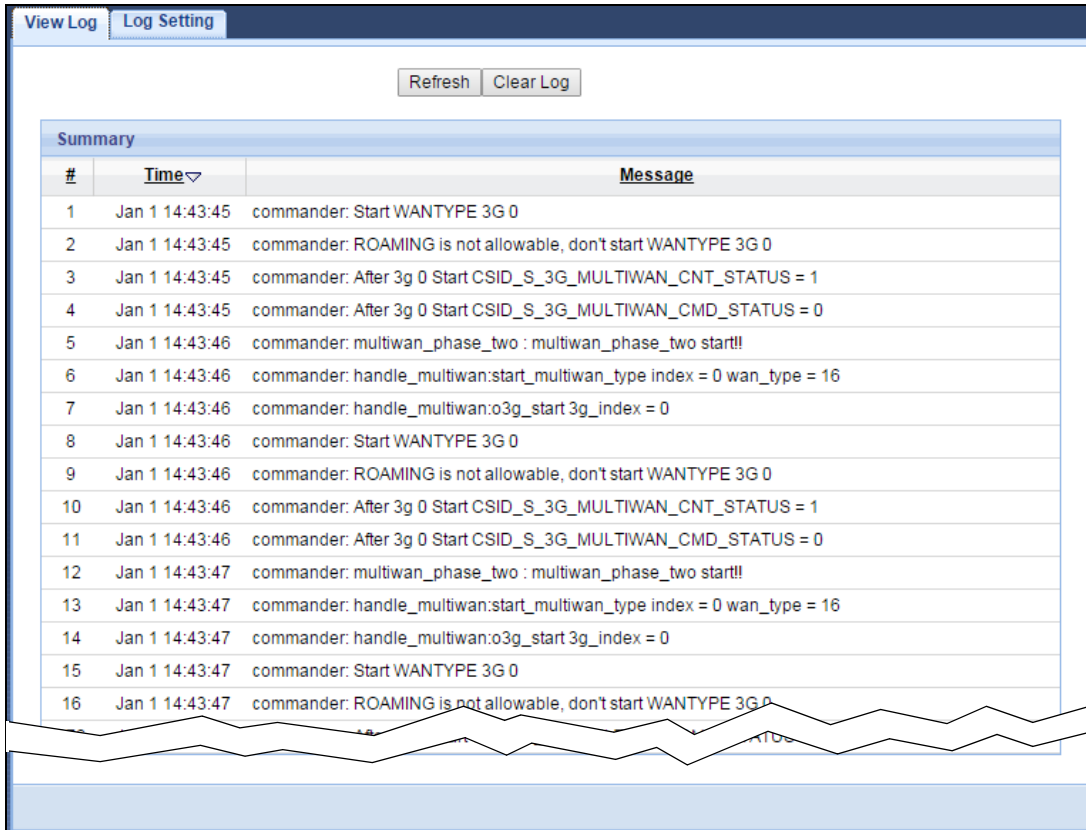 View Log Log Setting
Refresh Clear Log
Summary
# Time Message
1 Jan 1 14:43:45 commander: Start WANTYPE 3G 0
2 Jan 1 14:43:45 commander: ROAMING is not allowable, don't start WANTYPE 3G 0
3 Jan 1 14:43:45 commander: After 3g 0 Start CSID_S_3G_MULTIWAN_CNT_STATUS = 1
4 Jan 1 14:43:45 commander: After 3g 0 Start CSID_S_3G_MULTIWAN_CMD_STATUS = 0
5 Jan 1 14:43:46 commander: multiwan_phase_two : multiwan_phase_two start!!
6 Jan 1 14:43:46 commander: handle_multiwan:start_multiwan_type index = 0 wan_type = 16
7 Jan 1 14:43:46 commander: handle_multiwan:o3g_start 3g_index = 0
8 Jan 1 14:43:46 commander: Start WANTYPE 3G 0
9 Jan 1 14:43:46 commander: ROAMING is not allowable, don't start WANTYPE 3G 0
10 Jan 1 14:43:46 commander: After 3g 0 Start CSID_S_3G_MULTIWAN_CNT_STATUS = 1
11 Jan 1 14:43:46 commander: After 3g 0 Start CSID_S_3G_MULTIWAN_CMD_STATUS = 0
12 Jan 1 14:43:47 commander: multiwan_phase_two : multiwan_phase_two start!!
13 Jan 1 14:43:47 commander: handle_multiwan:start_multiwan_type index = 0 wan_type = 16
14 Jan 1 14:43:47 commander: handle_multiwan:o3g_start 3g_index = 0
15 Jan 1 14:43:47 commander: Start WANTYPE 3G 0
16 Jan 1 14:43:47 commander: ROAMING is not allowable, don't start WANTYPE 3G 0